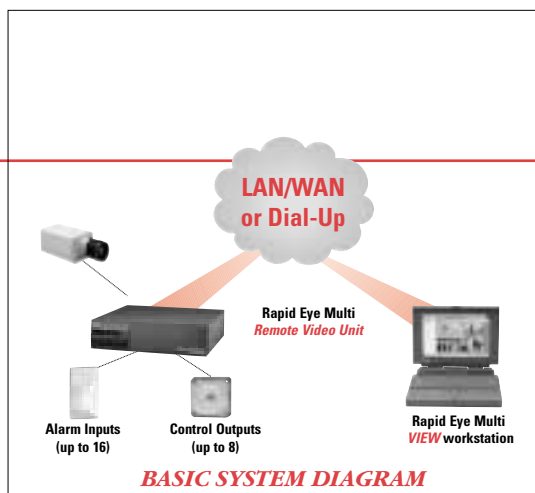 LAN/WAN
or Dial-Up
Rapid Eye Multi
Remote Video Unit
Alarm Inputs
(up to 16)
Control Outputs
(up to 8)
Rapid Eye Multi
VIEW workstation
BASIC SYSTEM DIAGRAM